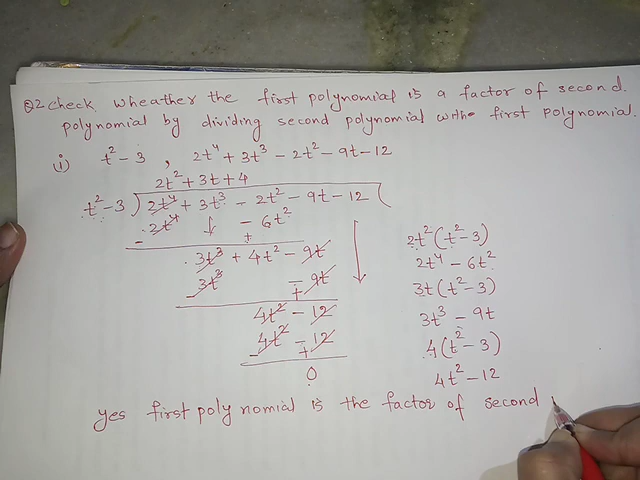 Q2 check wheather the first polynomial is a factor of second.
polynomial by dividing second polynomial withe first polynomial.
i) t² - 3 , 2t⁴ + 3t³ - 2t² - 9t - 12
2t² + 3t + 4
t² - 3 ) 2t⁴ + 3t³ - 2t² - 9t - 12 (
2t⁴ ↓ - 6t²
- +
3t³ + 4t² - 9t
3t³ - 9t
- +
4t² - 12
4t² - 12
- +
0
2t² (t² - 3)
2t⁴ - 6t²
3t (t² - 3)
3t³ - 9t
4 (t² - 3)
4t² - 12
yes first polynomial is the factor of second